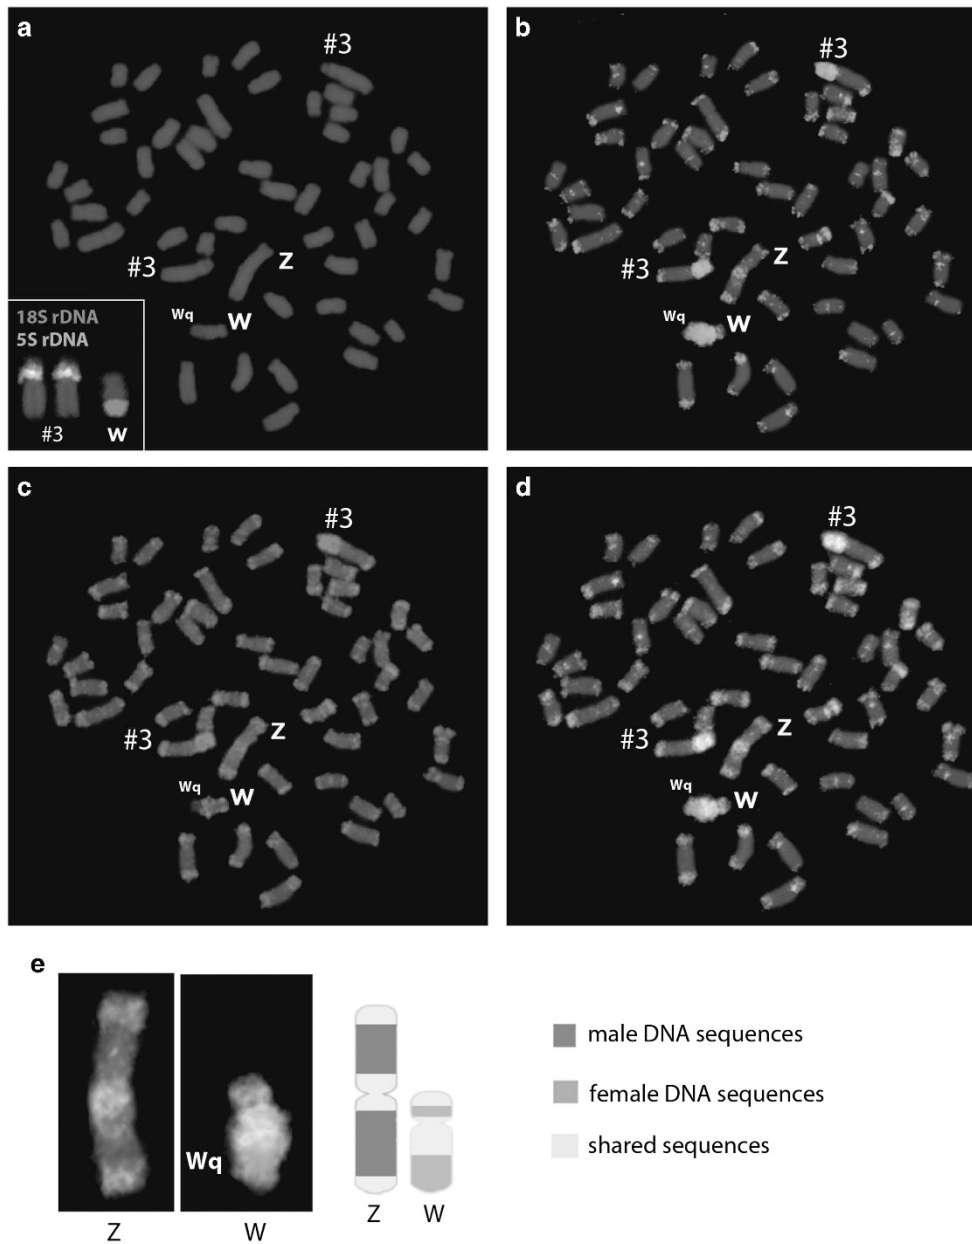 a
#3
Z
#3
Wq
W
18S rDNA
5S rDNA
#3
W
b
#3
Z
#3
Wq
W
c
#3
Z
#3
Wq
W
d
#3
Z
#3
Wq
W
e
male DNA sequences
female DNA sequences
shared sequences
Wq
Z
W
Z
W